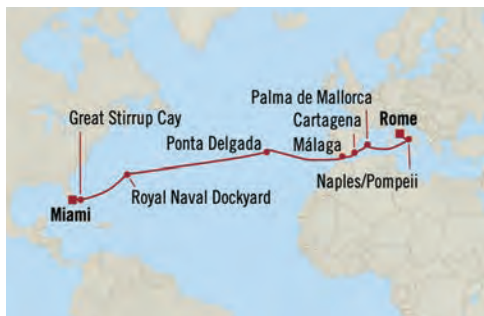 Palma de Mallorca
Great Stirrup Cay
Cartagena
Rome
Ponta Delgada
Málaga
Naples/Pompeii
Royal Naval Dockyard
Miami